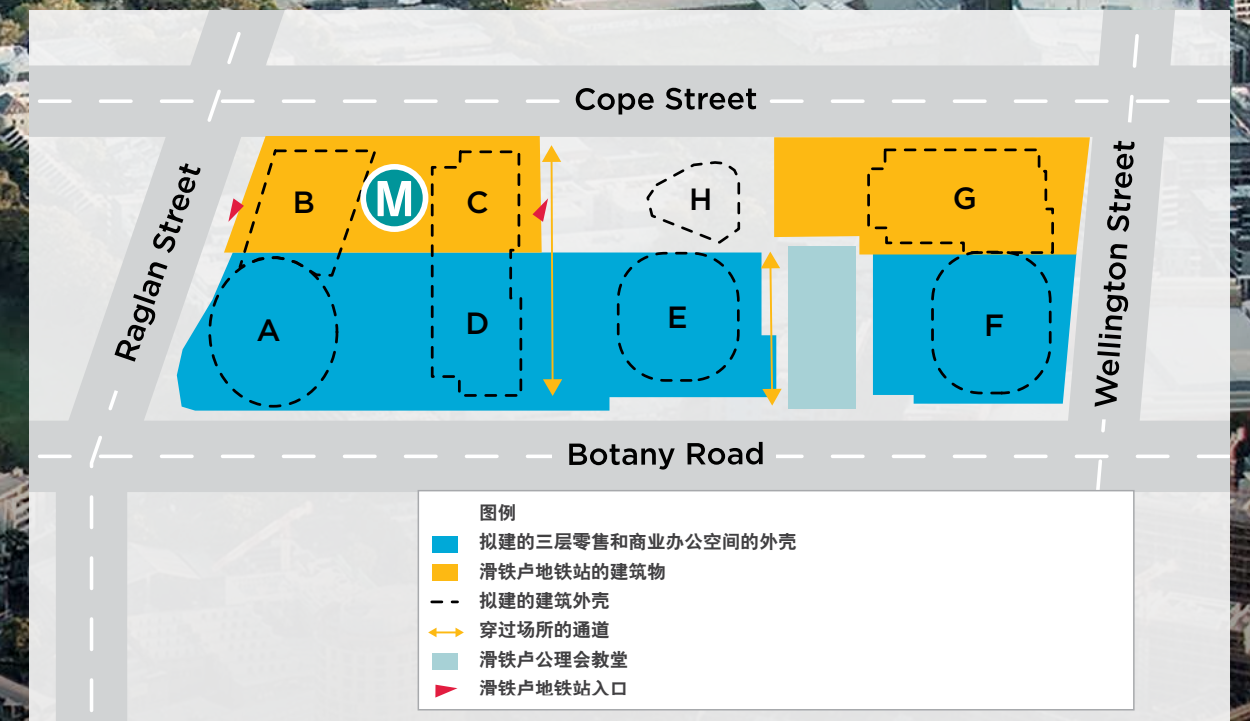 Cope Street
Raglan Street
B
M
C
H
G
Wellington Street
A
D
E
F
Botany Road
图例
拟建的三层零售和商业办公空间的外壳
滑铁卢地铁站的建筑物
拟建的建筑外壳
穿过场所的通道
滑铁卢公理会教堂
滑铁卢地铁站入口